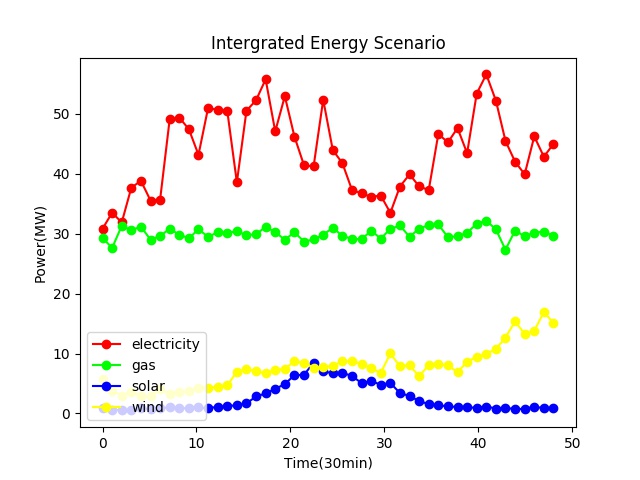 Intergrated Energy Scenario
Power(MW)
50
40
30
20
10
0
electricity
gas
solar
wind
0 10 20 30 40 50
Time(30min)